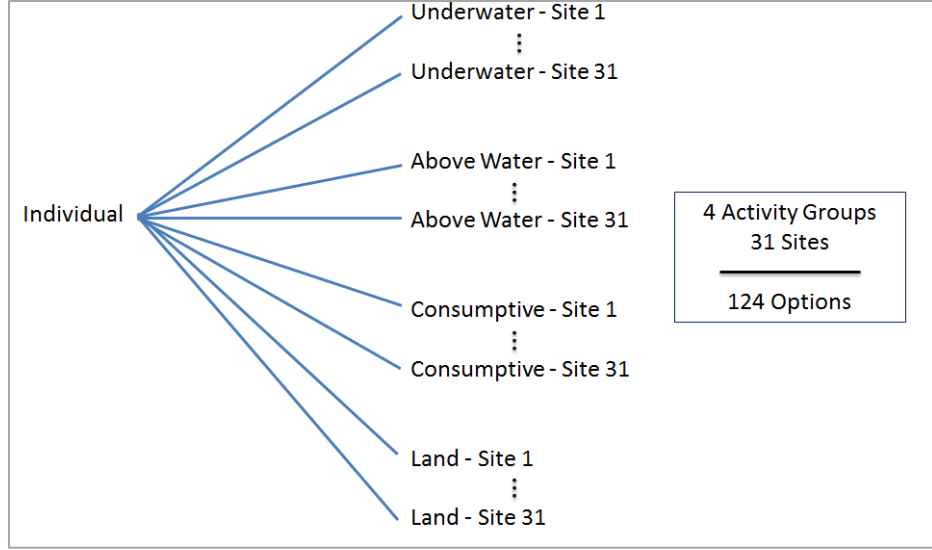 Underwater - Site 1
Underwater - Site 31
Above Water - Site 1
Individual
Above Water - Site 31
4 Activity Groups
31 Sites
124 Options
Consumptive - Site 1
Consumptive - Site 31
Land - Site 1
Land - Site 31